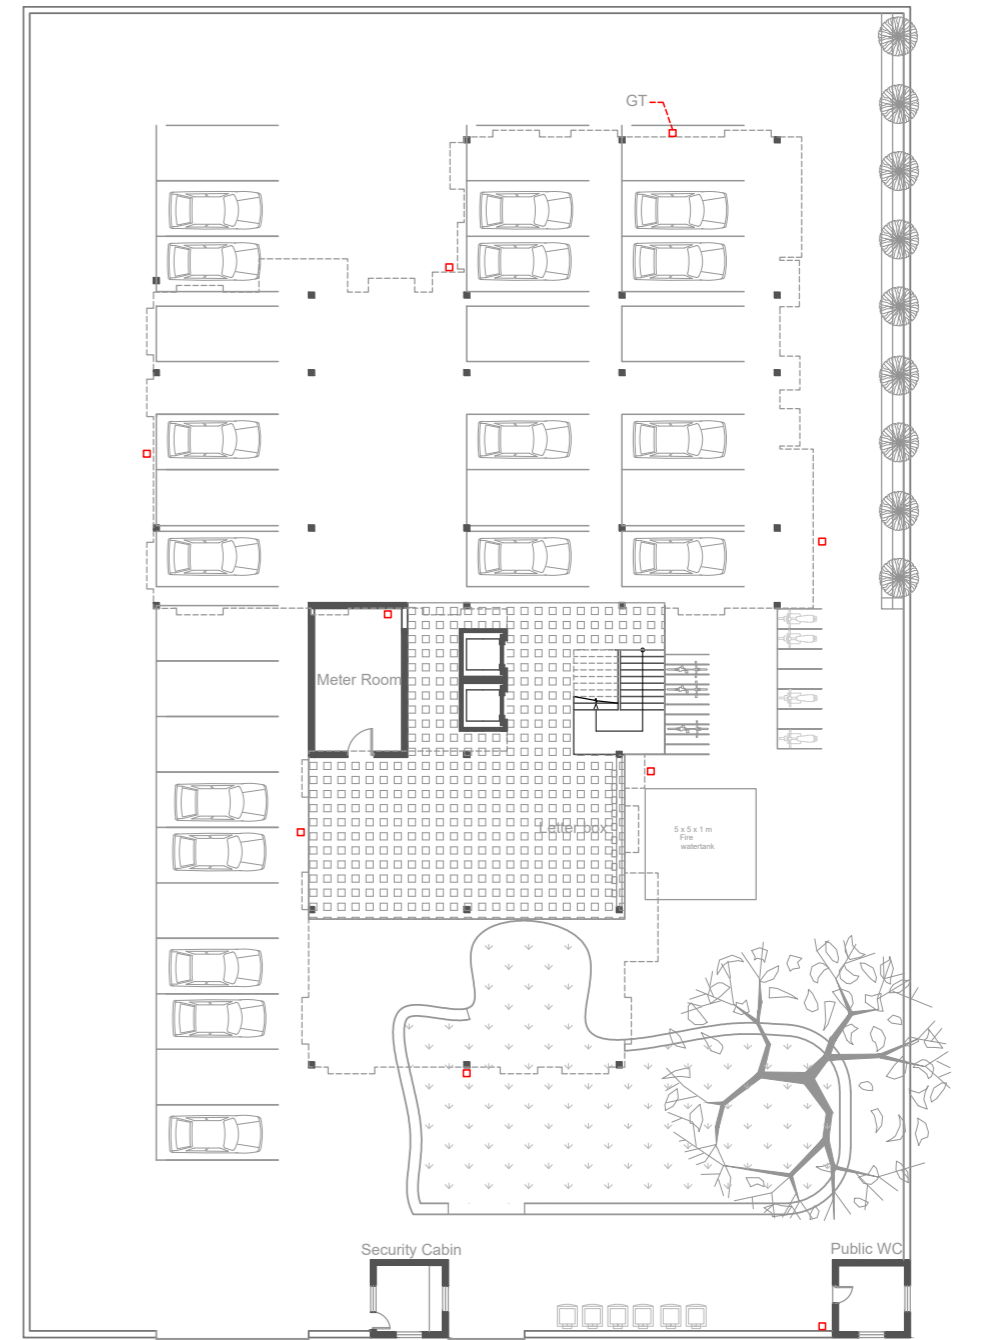 GT
Meter Room
Letter box
5 x 5 x 1 m
Fire
watertank
Security Cabin
Public WC